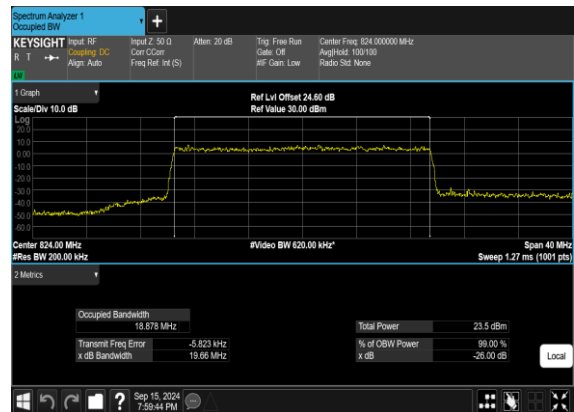 Spectrum Analyzer 1
Occupied BW
+
KEYSIGHT Input: RF Input Z: 50 Ω Atten: 20 dB Trig: Free Run Center Freq: 824.000000 MHz
R T Coupling: DC Corr CCorr Gate: Off Avg|Hold: 100/100
Align: Auto Freq Ref: Int (S) #IF Gain: Low Radio Std: None
LV
1 Graph
Ref Lvl Offset 24.60 dB
Scale/Div 10.0 dB Ref Value 30.00 dBm
Log
20.0
10.0
0.00
-10.0
-20.0
-30.0
-40.0
-50.0
-60.0
Center 824.00 MHz #Video BW 620.00 kHz* Span 40 MHz
#Res BW 200.00 kHz Sweep 1.27 ms (1001 pts)
2 Metrics
Occupied Bandwidth
18.878 MHz Total Power 23.5 dBm
Transmit Freq Error -5.823 kHz % of OBW Power 99.00 %
x dB Bandwidth 19.66 MHz x dB -26.00 dB
Local
? Sep 15, 2024
7:59:44 PM